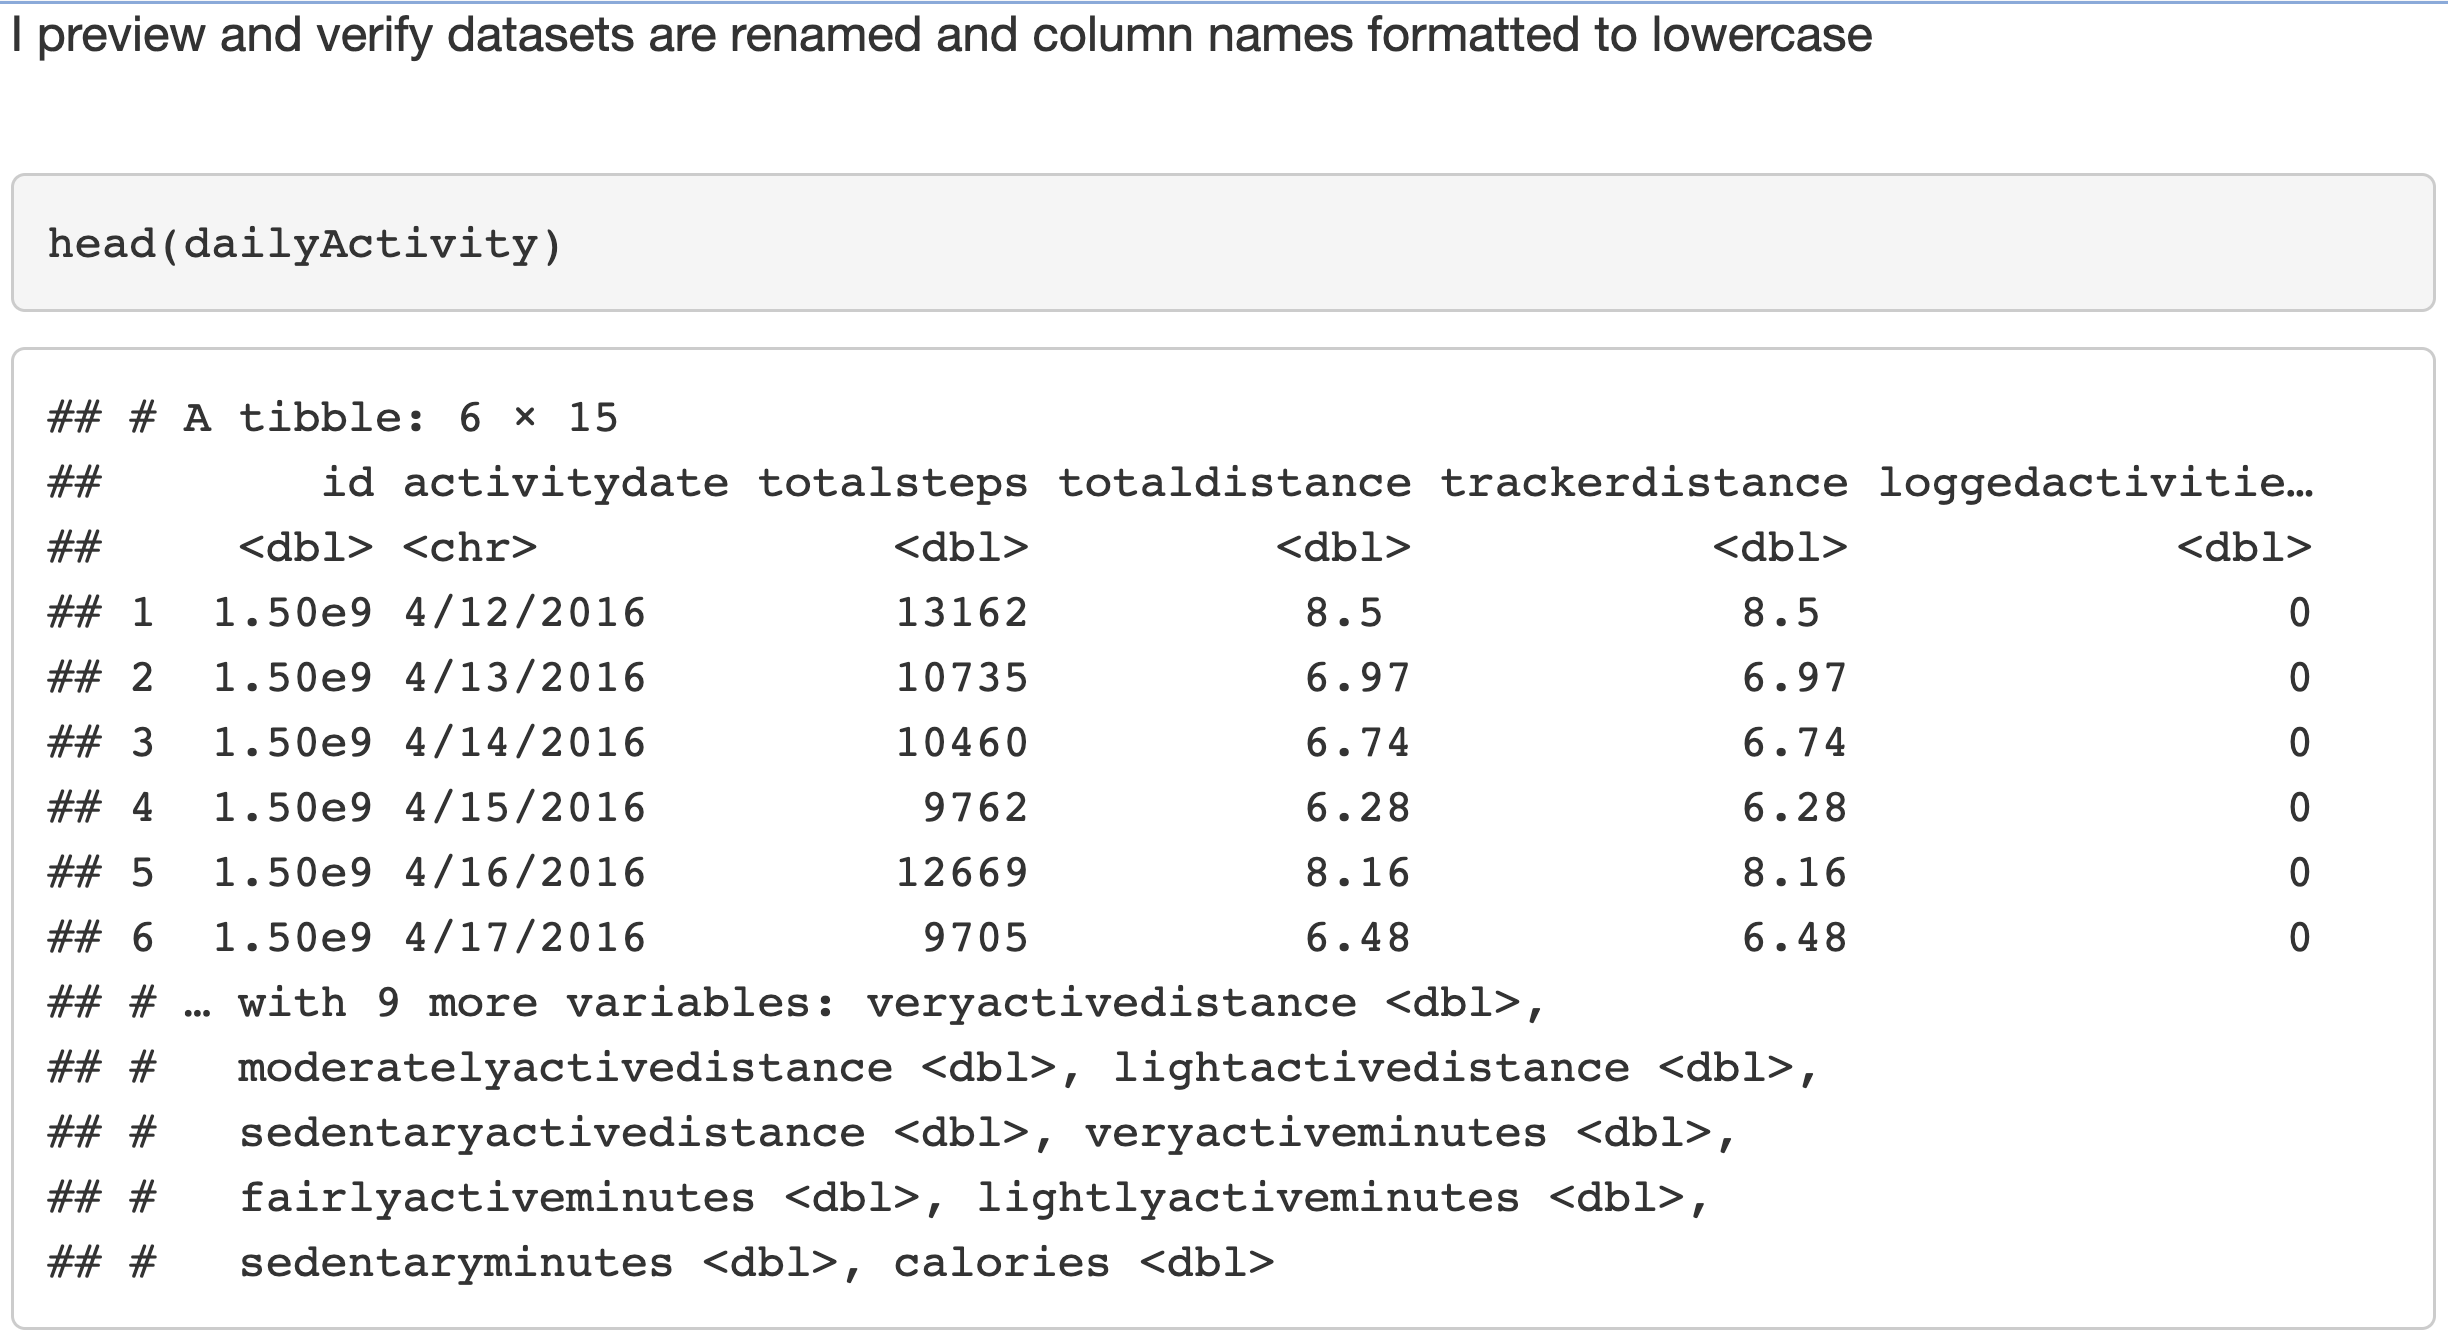 I preview and verify datasets are renamed and column names formatted to lowercase
head(dailyActivity)
## # A tibble: 6 × 15
##        id activitydate totalsteps totaldistance trackerdistance loggedactivitie…
##     <dbl> <chr>             <dbl>         <dbl>           <dbl>            <dbl>
## 1  1.50e9 4/12/2016         13162          8.5             8.5                 0
## 2  1.50e9 4/13/2016         10735          6.97            6.97                0
## 3  1.50e9 4/14/2016         10460          6.74            6.74                0
## 4  1.50e9 4/15/2016          9762          6.28            6.28                0
## 5  1.50e9 4/16/2016         12669          8.16            8.16                0
## 6  1.50e9 4/17/2016          9705          6.48            6.48                0
## # … with 9 more variables: veryactivedistance <dbl>,
## #   moderatelyactivedistance <dbl>, lightactivedistance <dbl>,
## #   sedentaryactivedistance <dbl>, veryactiveminutes <dbl>,
## #   fairlyactiveminutes <dbl>, lightlyactiveminutes <dbl>,
## #   sedentaryminutes <dbl>, calories <dbl>